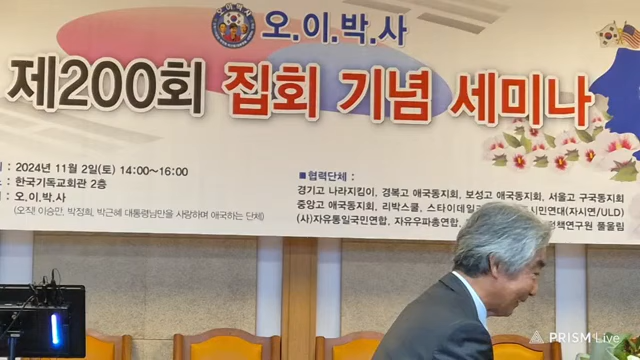 오.이.박.사
제200회 집회 기념 세미나
: 2024년 11월 2일(토) 14:00~16:00
: 한국기독교회관 2층
: 오.이.박.사
(오직! 이승만, 박정희, 박근혜 대통령님만을 사랑하며 애국하는 단체)
■협력단체 :
경기고 나라지킴이, 경복고 애국동지회, 보성고 애국동지회, 서울고 구국동지회
중앙고 애국동지회, 리박스쿨, 스타이데일리 시민연대(자시연/ULD)
(사)자유통일국민연합, 자유우파총연합, 정책연구원 풀울림
PRISM Live